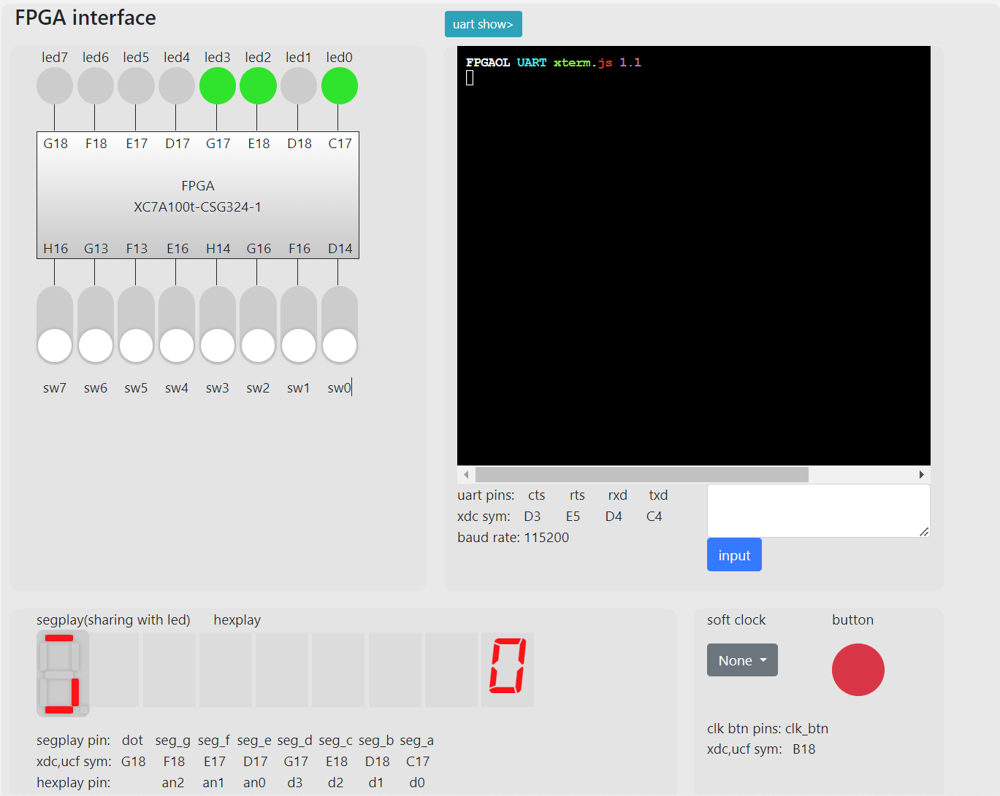 FPGA interface
uart show>
led7 led6 led5 led4 led3 led2 led1 led0
G18 F18 E17 D17 G17 E18 D18 C17
FPGA
XC7A100t-CSG324-1
H16 G13 F13 E16 H14 G16 F16 D14
sw7 sw6 sw5 sw4 sw3 sw2 sw1 sw0
FPGAOL UART xterm.js 1.1
uart pins: cts rts rxd txd
xdc sym: D3 E5 D4 C4
baud rate: 115200
input
segplay(sharing with led) hexplay
0
segplay pin: dot seg_g seg_f seg_e seg_d seg_c seg_b seg_a
xdc,ucf sym: G18 F18 E17 D17 G17 E18 D18 C17
hexplay pin: an2 an1 an0 d3 d2 d1 d0
soft clock button
None
clk btn pins: clk_btn
xdc,ucf sym: B18